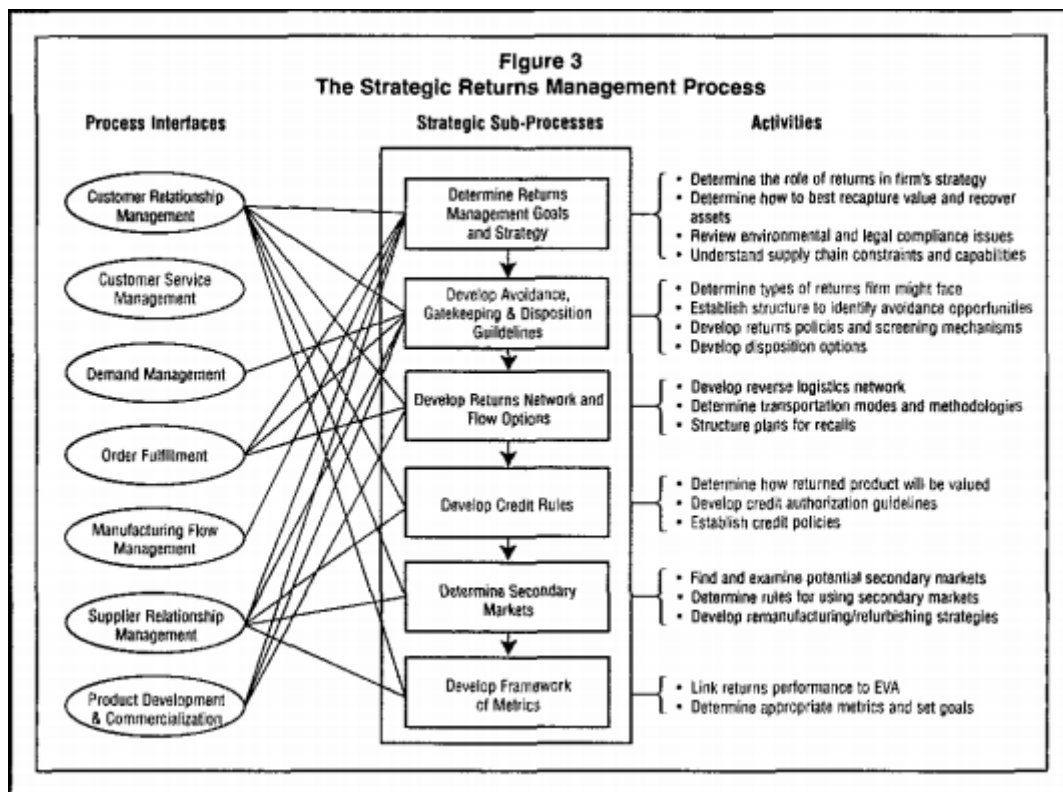 Figure 3
The Strategic Returns Management Process
Process Interfaces
Strategic Sub-Processes
Activities
Customer Relationship
Management
Customer Service
Management
Demand Management
Order Fulfillment
Manufacturing Flow
Management
Supplier Relationship
Management
Product Development
& Commercialization
Determine Returns
Management Goals
and Strategy
Develop Avoidance,
Gatekeeping & Disposition
Guildelines
Develop Returns Network and
Flow Options
Develop Credit Rules
Determine Secondary
Markets
Develop Framework
of Metrics
• Determine the role of returns in firm's strategy
• Determine how to best recapture value and recover
assets
• Review environmental and legal compliance issues
• Understand supply chain constraints and capabilities
• Determine types of returns firm might face
• Establish structure to identify avoidance opportunities
• Develop returns policies and screening mechanisms
• Develop disposition options
• Develop reverse logistics network
• Determine transportation modes and methodologies
• Structure plans for recalls
• Determine how returned product will be valued
• Develop credit authorization guidelines
• Establish credit policies
• Find and examine potential secondary markets
• Determine rules for using secondary markets
• Develop remanufacturing/refurbishing strategies
• Link returns performance to EVA
• Determine appropriate metrics and set goals